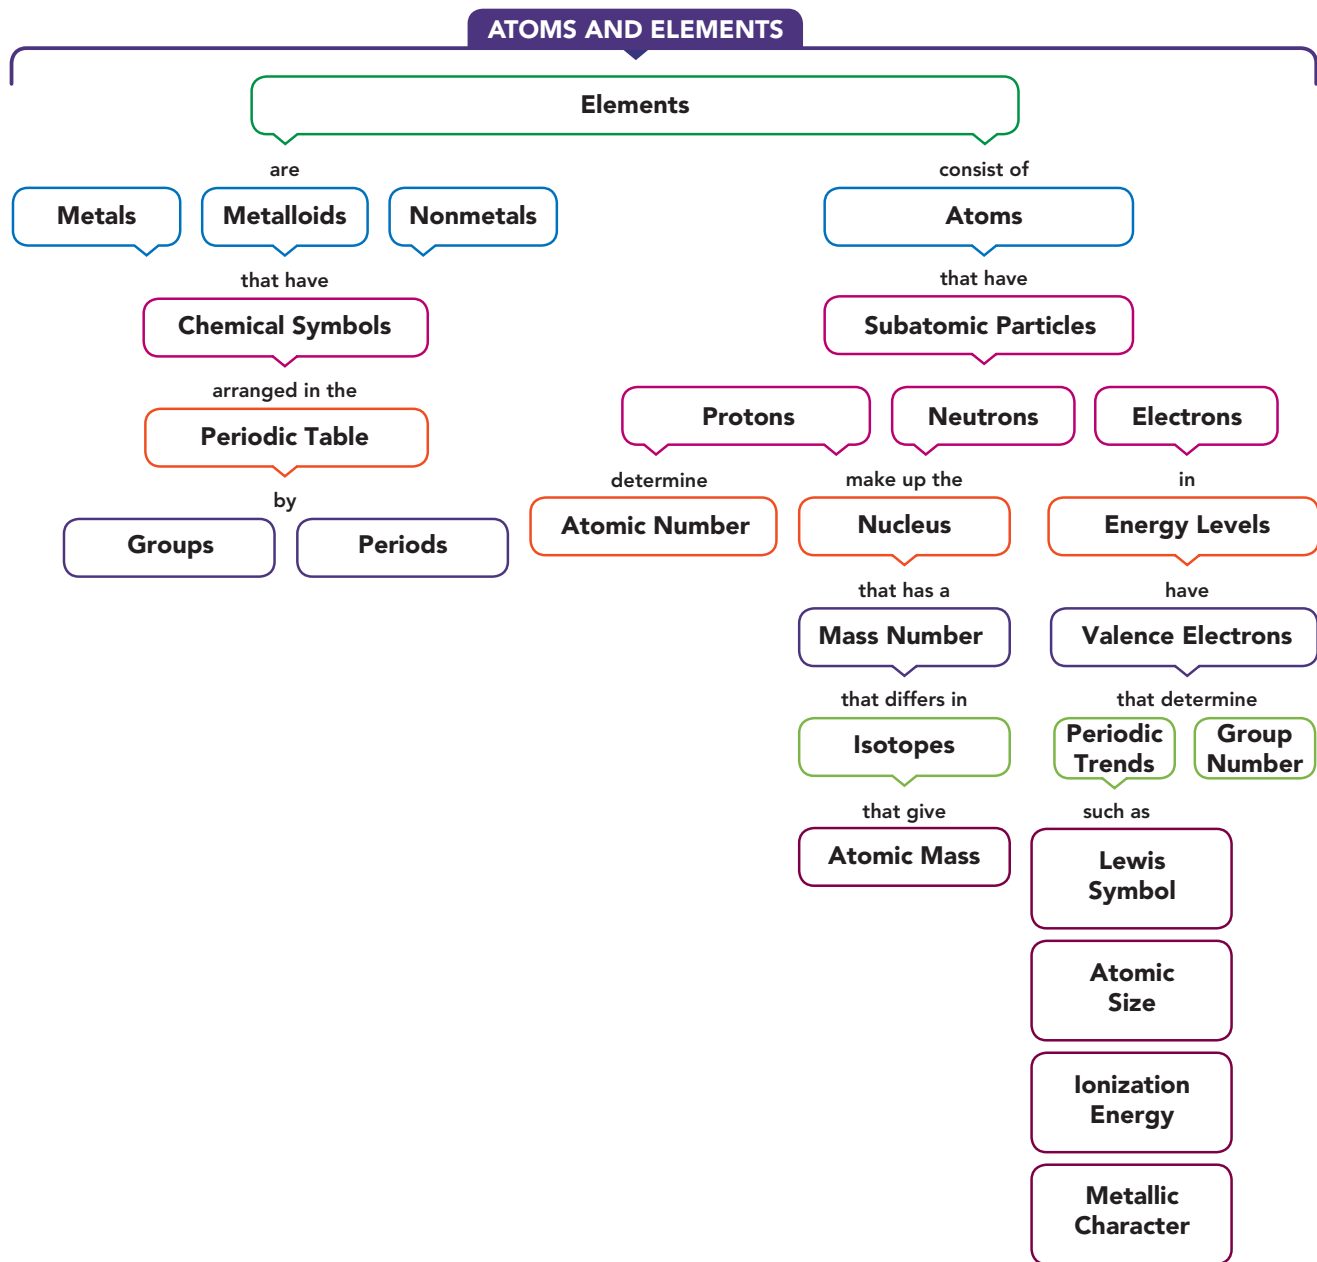 ATOMS AND ELEMENTS
Elements
are
consist of
Metals
Metalloids
Nonmetals
Atoms
that have
that have
Chemical Symbols
Subatomic Particles
arranged in the
Periodic Table
Protons
Neutrons
Electrons
by
determine
make up the
in
Groups
Periods
Atomic Number
Nucleus
Energy Levels
that has a
have
Mass Number
Valence Electrons
that differs in
that determine
Isotopes
Periodic
Trends
Group
Number
that give
such as
Atomic Mass
Lewis
Symbol
Atomic
Size
Ionization
Energy
Metallic
Character